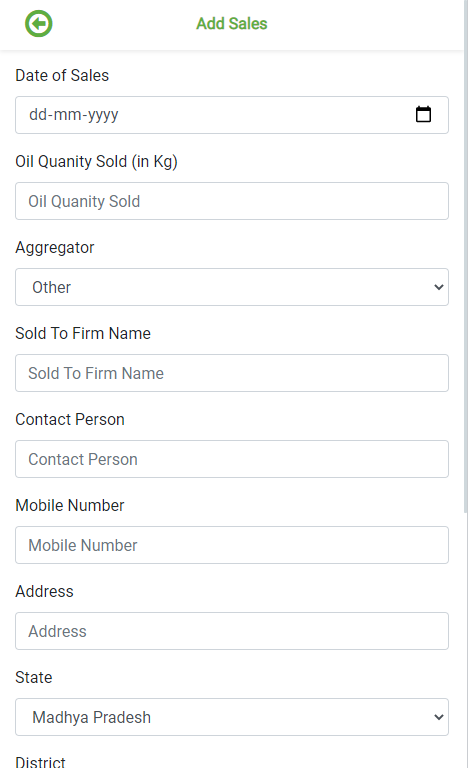 Add Sales
Date of Sales
dd-mm-yyyy
Oil Quanity Sold (in Kg)
Oil Quanity Sold
Aggregator
Other
Sold To Firm Name
Sold To Firm Name
Contact Person
Contact Person
Mobile Number
Mobile Number
Address
Address
State
Madhya Pradesh
District